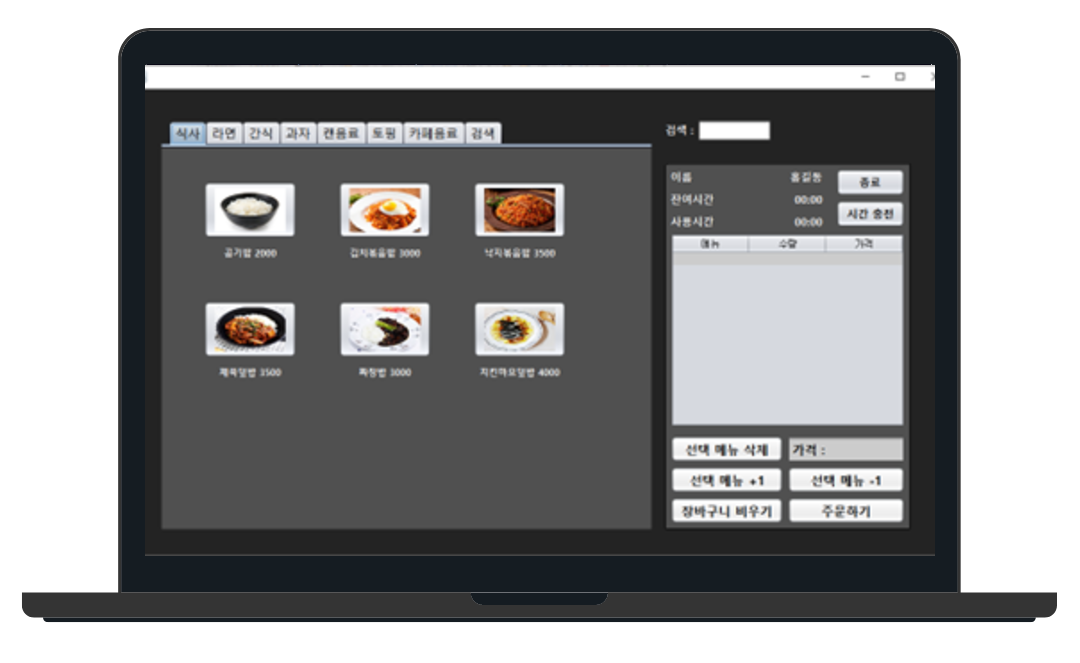 식사 라면 간식 과자 캔음료 토핑 카페음료 검색
검색 :
공기밥 2000
김치볶음밥 3000
낙지볶음밥 3500
제육덮밥 3500
짜장밥 3000
치킨마요덮밥 4000
이름 홍길동
종료
잔여시간 00:00
시간 충전
사용시간 00:00
메뉴 수량 가격
선택 메뉴 삭제
가격 :
선택 메뉴 +1
선택 메뉴 -1
장바구니 비우기
주문하기